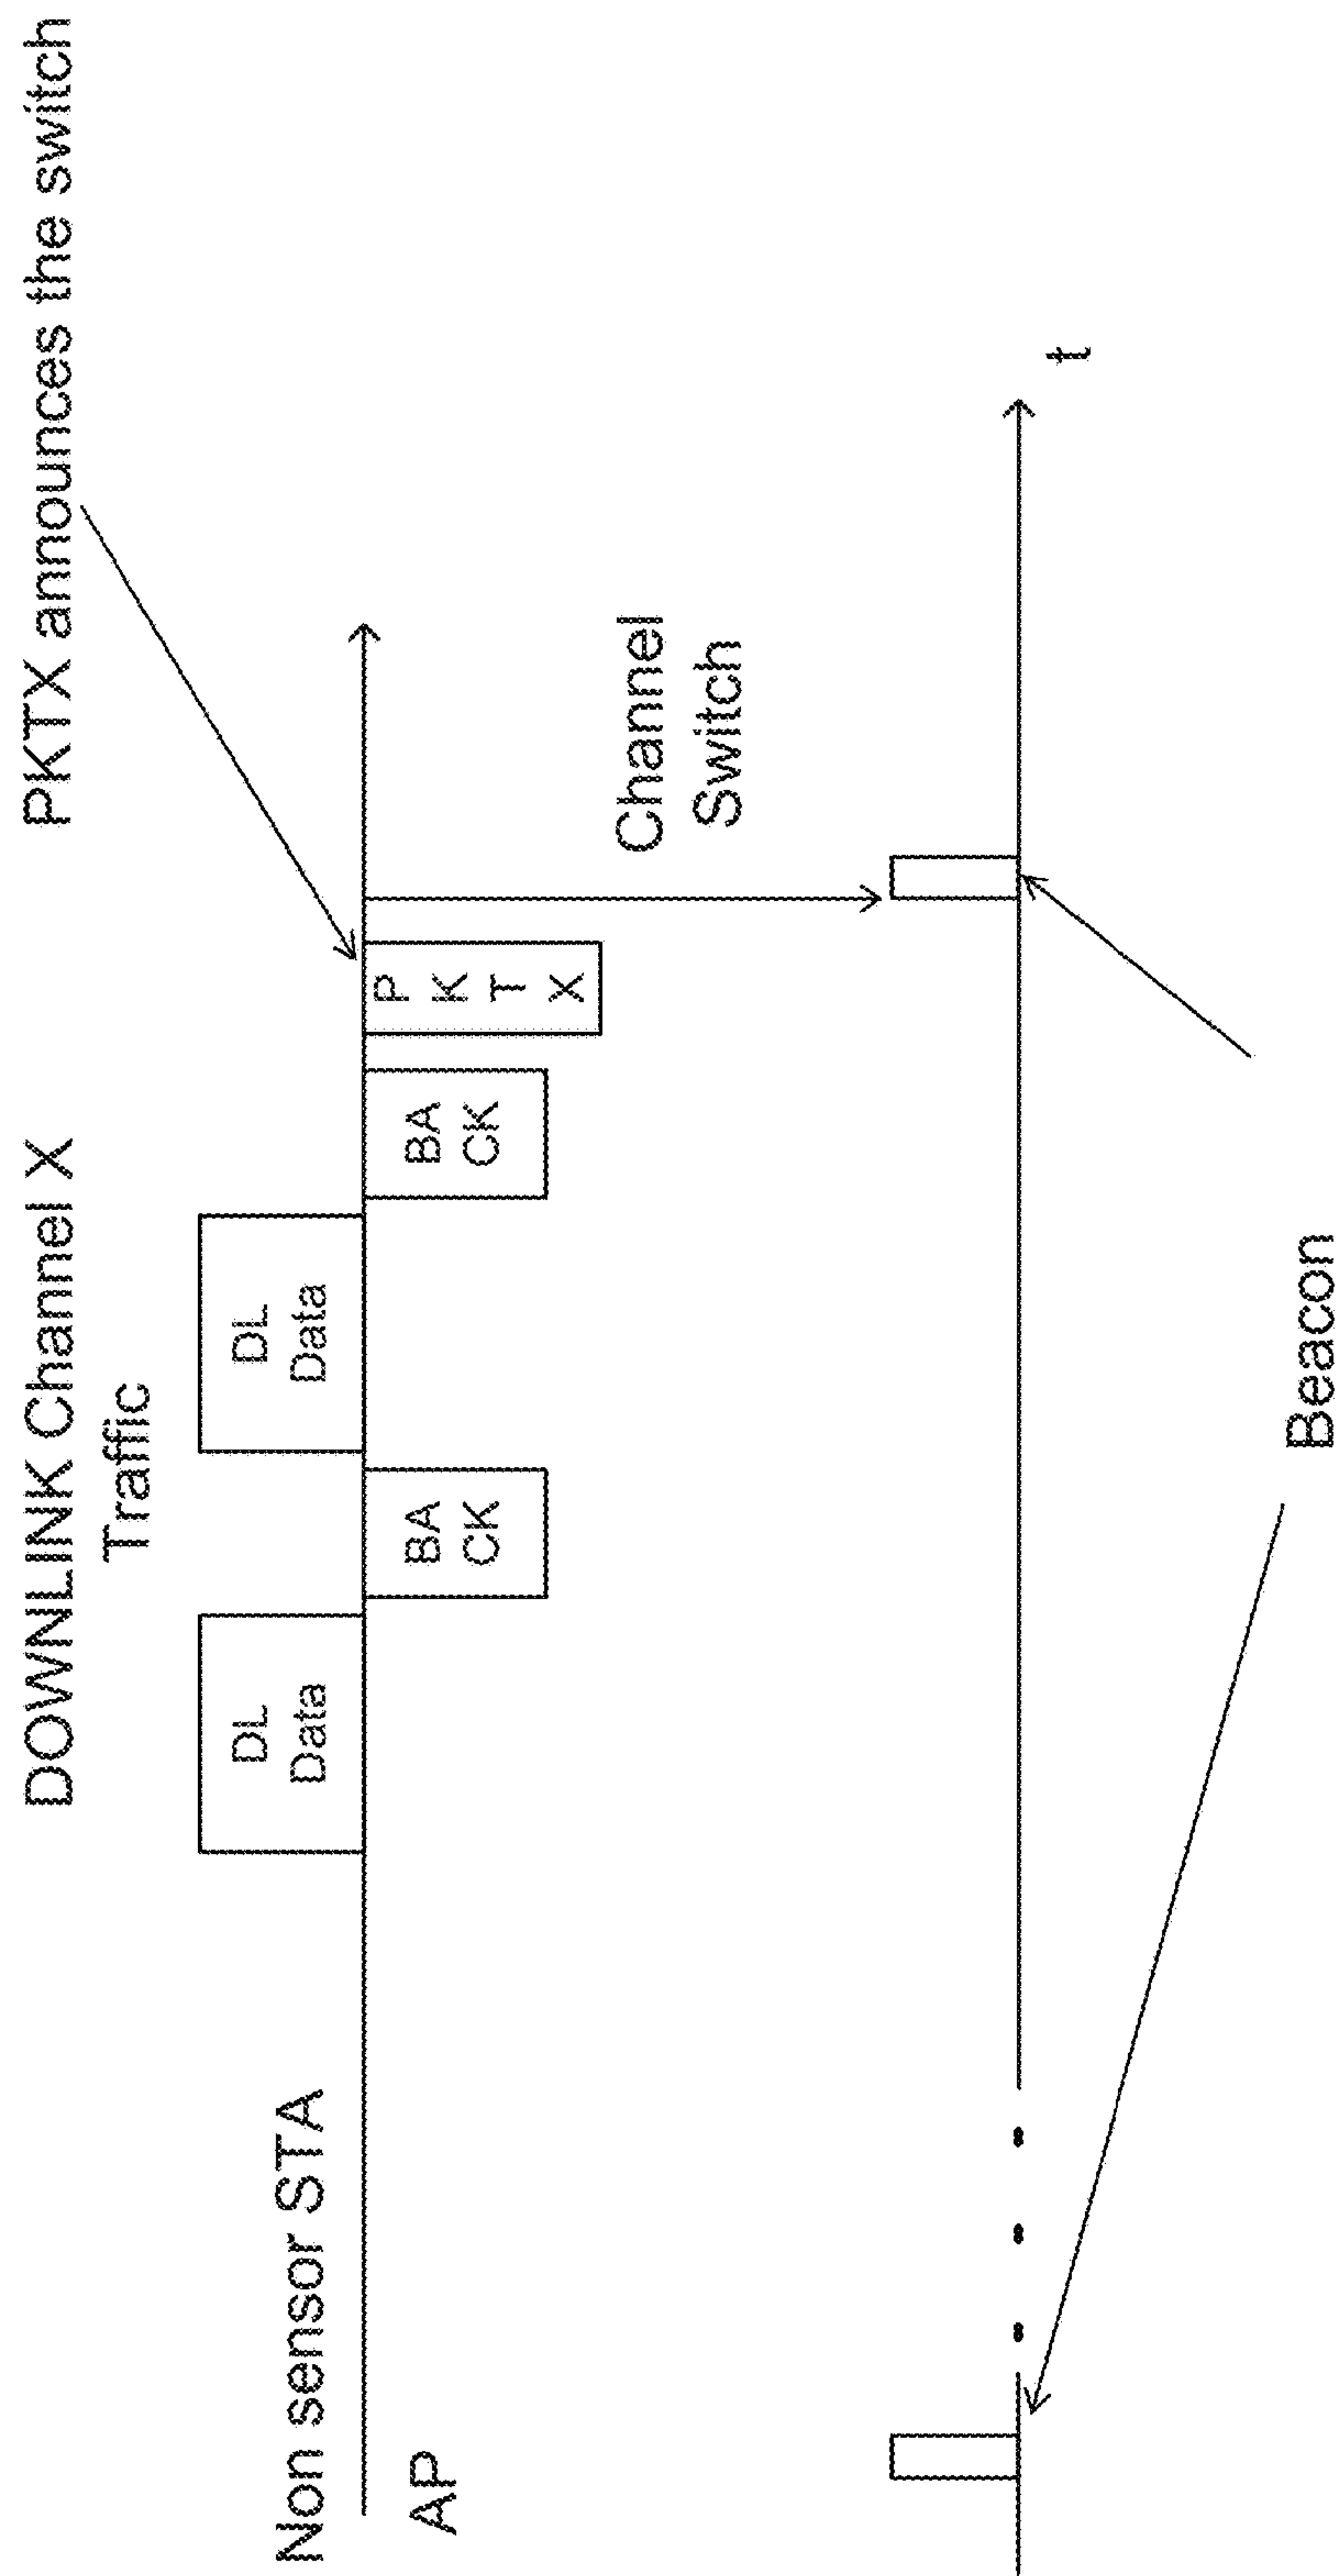 DOWNLINK Channel X
Traffic
PKTX announces the switch
Non sensor STA
DL
Data
DL
Data
AP
BA
CK
BA
CK
P
K
T
X
Channel
Switch
t
Beacon